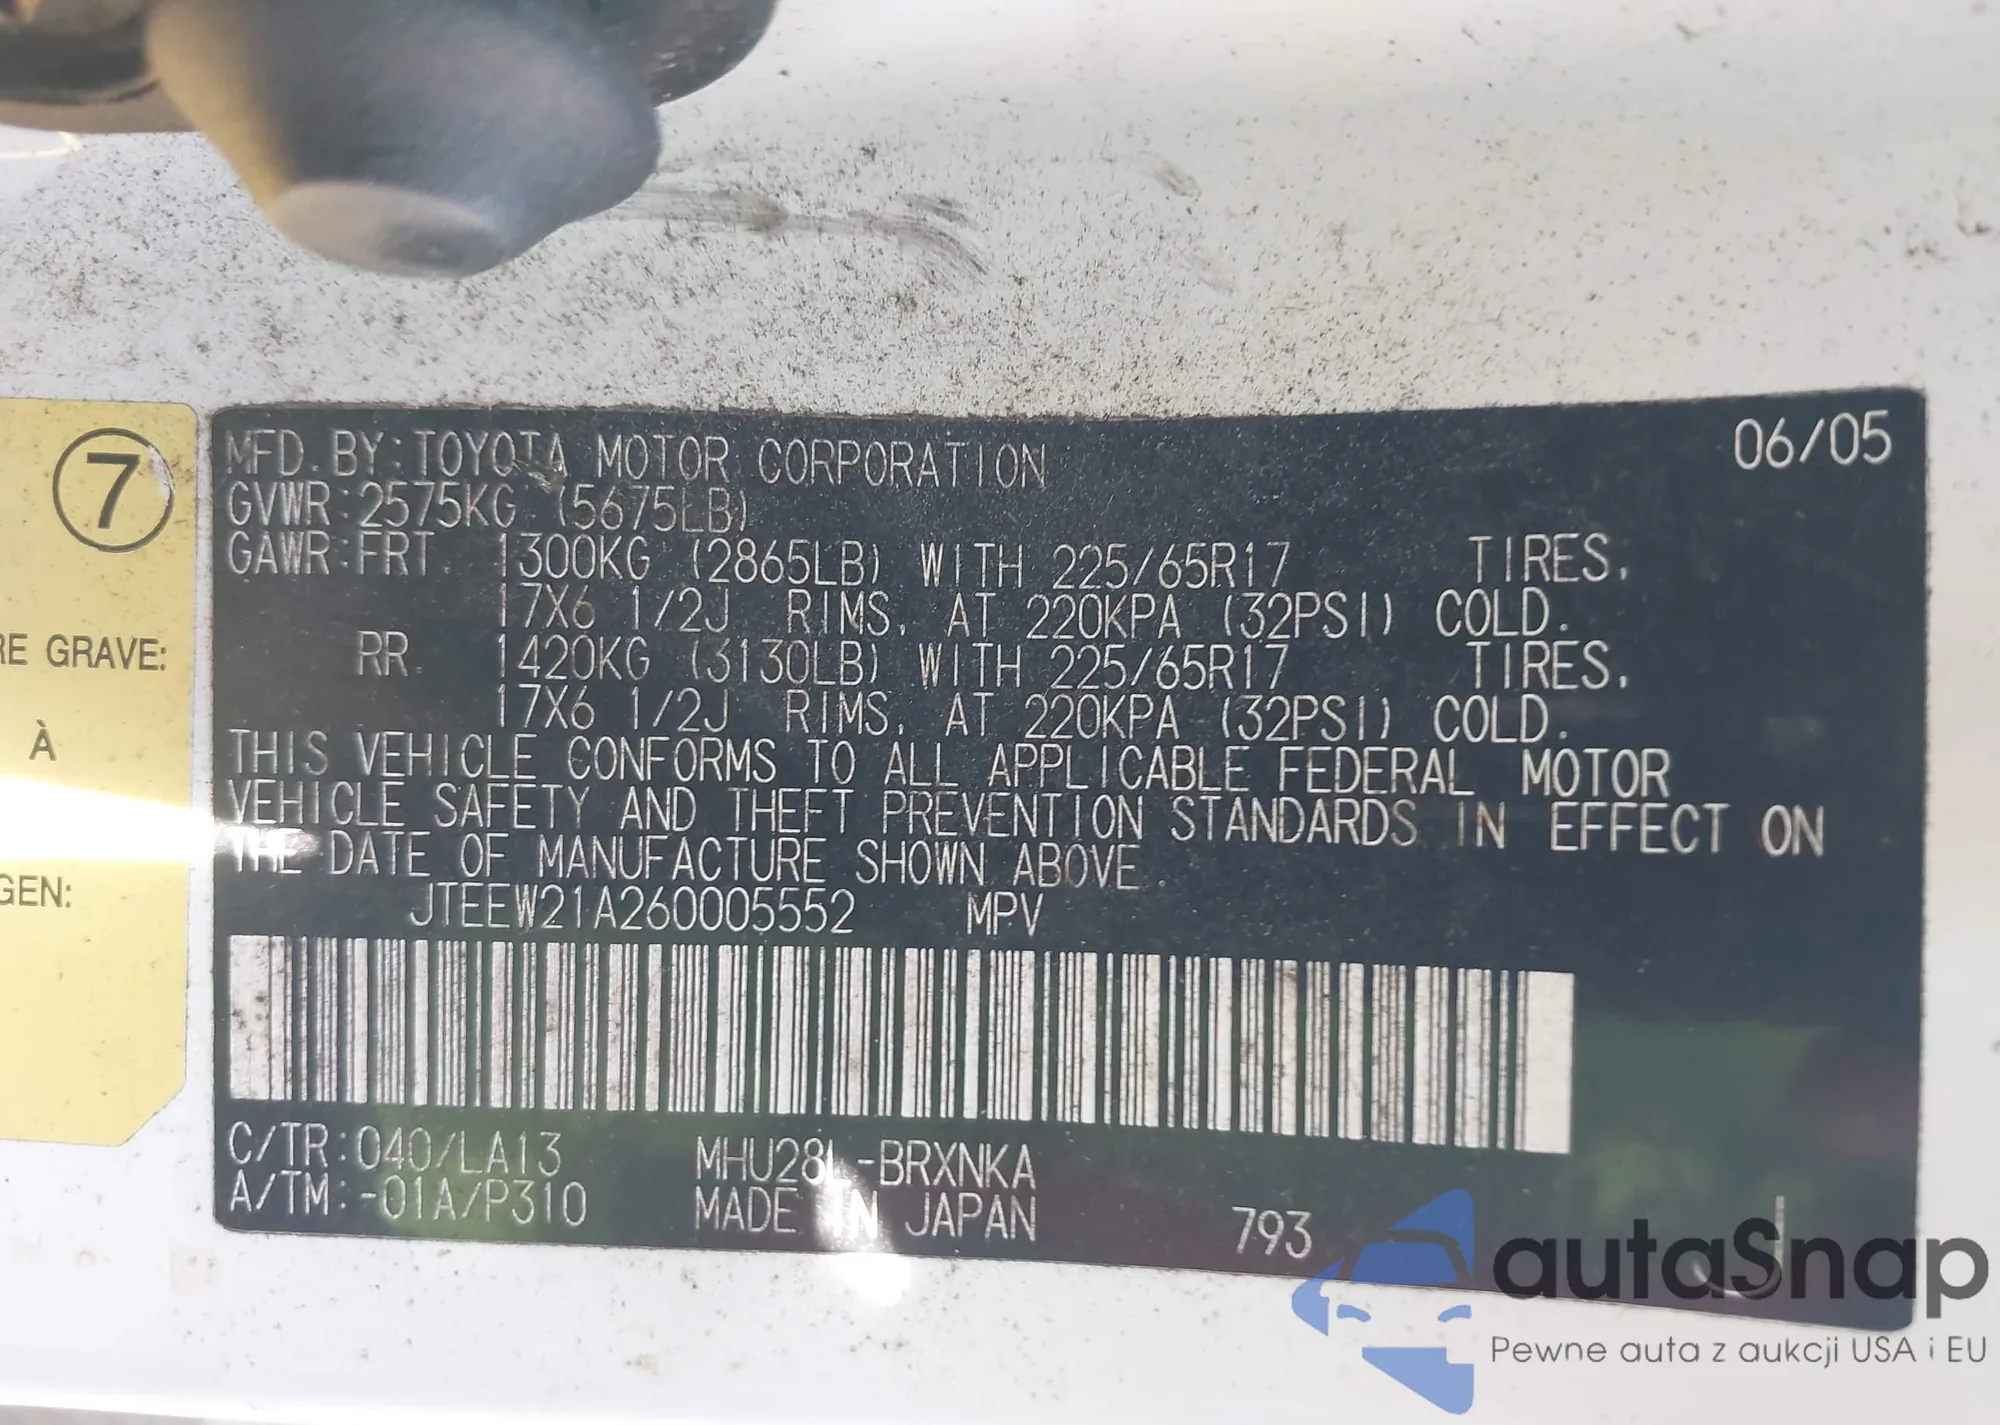 7
RE GRAVE:
À
GEN:
MFD. BY: TOYOTA MOTOR CORPORATION 06/05
GVWR: 2575KG (5675LB)
GAWR: FRT. 1300KG (2865LB) WITH 225/65R17 TIRES,
17X6 1/2J RIMS, AT 220KPA (32PSI) COLD.
RR. 1420KG (3130LB) WITH 225/65R17 TIRES,
17X6 1/2J RIMS, AT 220KPA (32PSI) COLD.
THIS VEHICLE CONFORMS TO ALL APPLICABLE FEDERAL MOTOR
VEHICLE SAFETY AND THEFT PREVENTION STANDARDS IN EFFECT ON
THE DATE OF MANUFACTURE SHOWN ABOVE.
JTEEW21A260005552 MPV
C/TR: 040/LA13 MHU28L-BRXNKA
A/TM: -01A/P310 MADE IN JAPAN 793 J
autaSnap
Pewne auta z aukcji USA i EU